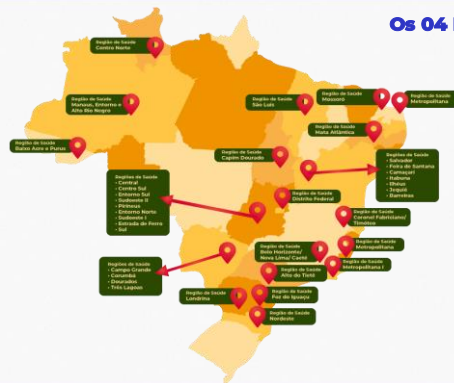 Os 04
Região de Saúde
Centro Norte
Região de Saúde
Manaus, Entorno e
Alto Rio Negro
Região de Saúde
Baixo Acre e Purus
Região de Saúde
São Luís
Região de Saúde
Mossoró
Região de Saúde
Metropolitana
Região de Saúde
Mata Atlântica
Região de Saúde
Capim Dourado
Regiões de Saúde
- Salvador
- Feira de Santana
- Camaçari
- Itabuna
- Ilhéus
- Jequié
- Barreiras
Regiões de Saúde
- Central
- Centro Sul
- Entorno Sul
- Sudoeste II
- Pirineus
- Entorno Norte
- Sudoeste I
- Estrada de Ferro
- Sul
Região de Saúde
Distrito Federal
Região de Saúde
Coronel Fabriciano/
Timóteo
Região de Saúde
Belo Horizonte/
Nova Lima/ Caeté
Região de Saúde
Metropolitana
Região de Saúde
Metropolitana I
Regiões de Saúde
- Campo Grande
- Corumbá
- Dourados
- Três Lagoas
Região de Saúde
Alto do Tietê
Região de Saúde
Londrina
Região de Saúde
Foz do Iguaçu
Região de Saúde
Nordeste